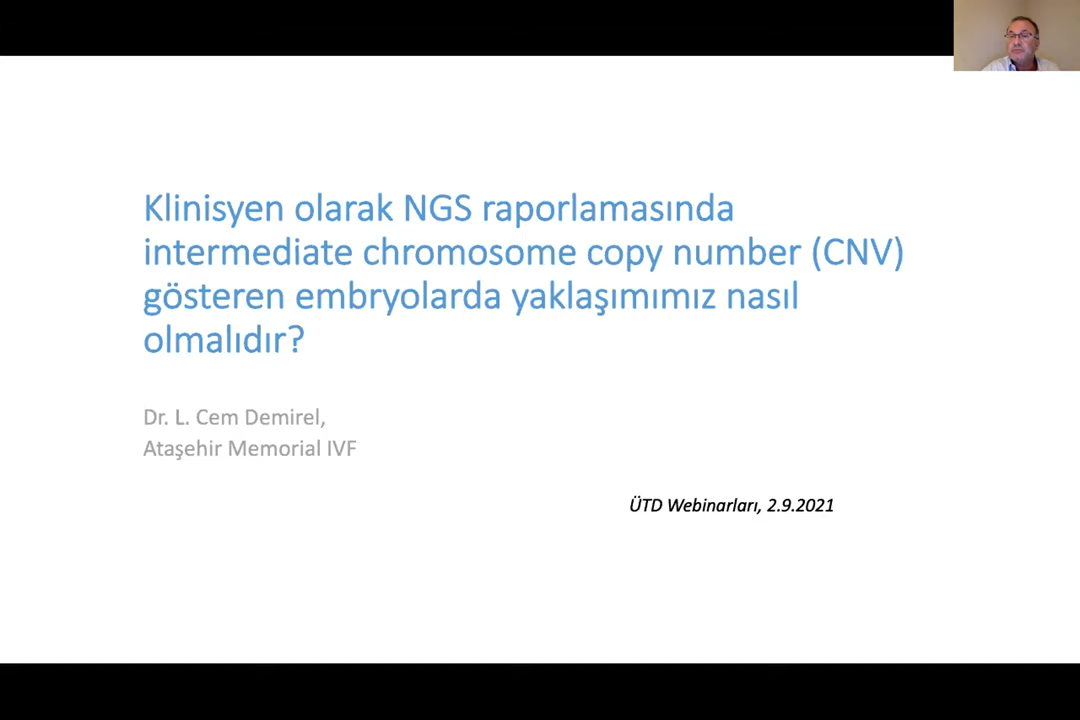 Klinisyen olarak NGS raporlamasında
intermediate chromosome copy number (CNV)
gösteren embryolarda yaklaşımımız nasıl
olmalıdır?
Dr. L. Cem Demirel,
Ataşehir Memorial IVF
ÜTD Webinarları, 2.9.2021